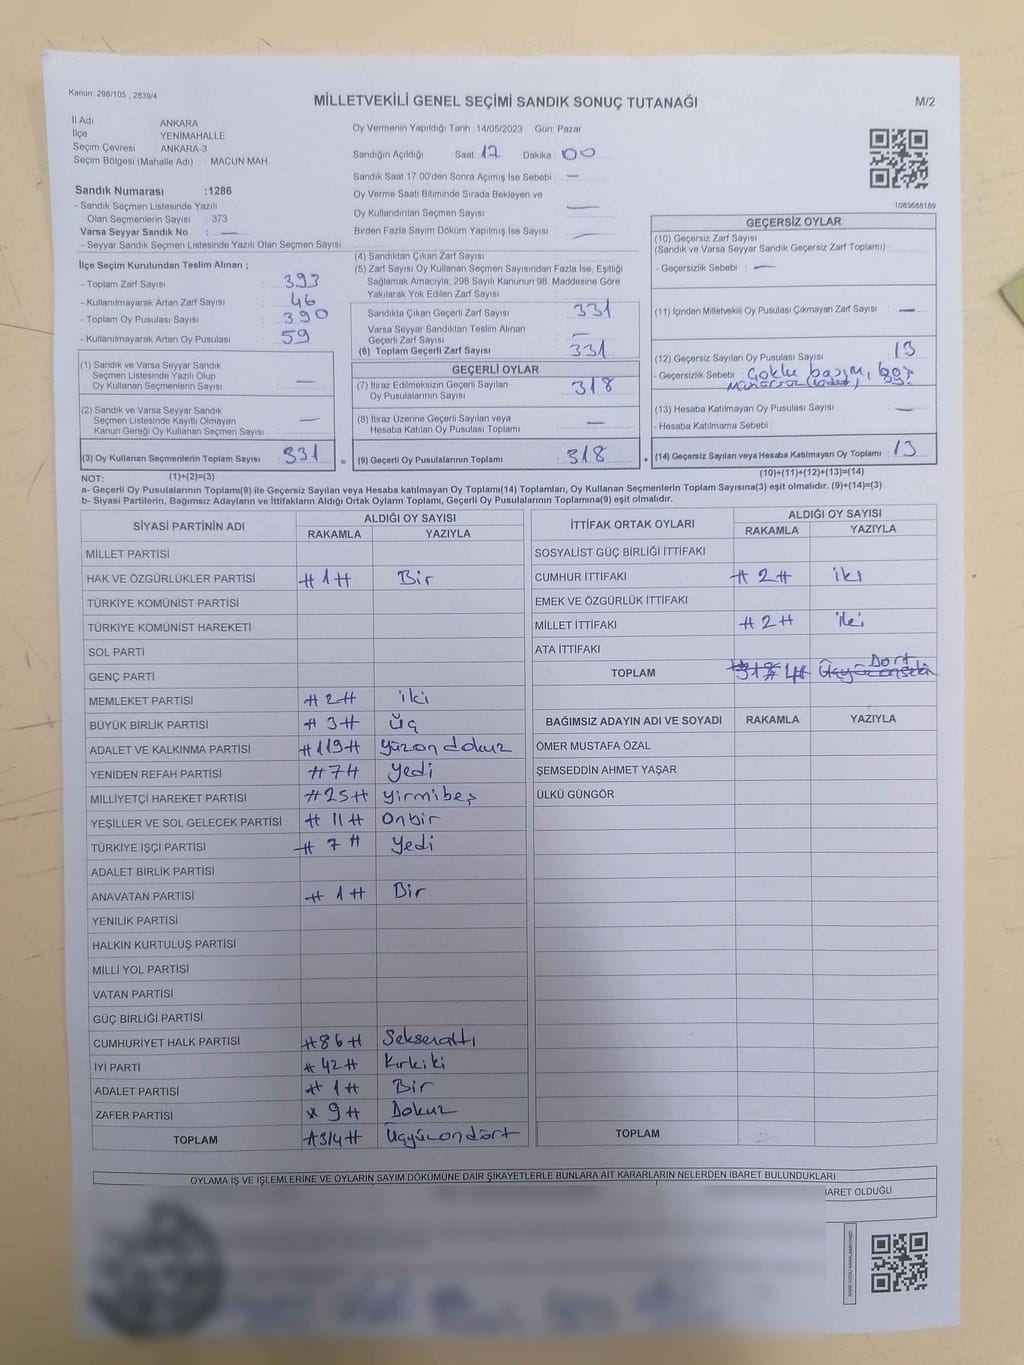 Kanun; 298/105 , 2839/4
MİLLETVEKİLİ GENEL SEÇİMİ SANDIK SONUÇ TUTANAĞI
M/2
İl Adı ANKARA
İlçe YENİMAHALLE
Seçim Çevresi : ANKARA-3
Seçim Bölgesi (Mahalle Adı) : MACUN MAH.
Sandık Numarası :1286
- Sandık Seçmen Listesinde Yazılı
Olan Seçmenlerin Sayısı : 373
Varsa Seyyar Sandık No : —
- Seyyar Sandık Seçmen Listesinde Yazılı Olan Seçmen Sayısı:
Oy Vermenin Yapıldığı Tarih :14/05/2023 Gün: Pazar
Sandığın Açıldığı Saat 17 Dakika 00
Sandık Saat 17.00'den Sonra Açımış İse Sebebi : —
Oy Verme Saati Bitiminde Sırada Bekleyen ve
Oy Kullandırılan Seçmen Sayısı : —
Birden Fazla Sayım Döküm Yapılmış İse Sayısı : —
1083668189
İlçe Seçim Kurulundan Teslim Alınan ;
- Toplam Zarf Sayısı : 393
- Kullanılmayarak Artan Zarf Sayısı : 46
- Toplam Oy Pusulası Sayısı : 390
- Kullanılmayarak Artan Oy Pusulası : 59
(1) Sandık ve Varsa Seyyar Sandık
Seçmen Listesinde Yazılı Olup
Oy Kullanan Seçmenlerin Sayısı : —
(2) Sandık ve Varsa Seyyar Sandık
Seçmen Listesinde Kayıtlı Olmayan
Kanun Gereği Oy Kullanan Seçmen Sayısı : —
(3) Oy Kullanan Seçmenlerin Toplam Sayısı : 331
(4) Sandıktan Çıkan Zarf Sayısı :
(5) Zarf Sayısı Oy Kullanan Seçmen Sayısından Fazla İse, Eşitliği
Sağlamak Amacıyla, 298 Sayılı Kanunun 98. Maddesine Göre
Yakılarak Yok Edilen Zarf Sayısı :
Sandıkta Çıkan Geçerli Zarf Sayısı : 331
Varsa Seyyar Sandıktan Teslim Alınan
Geçerli Zarf Sayısı : —
(6) Toplam Geçerli Zarf Sayısı : 331
GEÇERLİ OYLAR
(7) İtiraz Edilmeksizin Geçerli Sayılan
Oy Pusulalarının Sayısı : 318
(8) İtiraz Üzerine Geçerli Sayılan veya
Hesaba Katılan Oy Pusulası Toplamı : —
= (9) Geçerli Oy Pusulalarının Toplamı : 318
GEÇERSİZ OYLAR
(10) Geçersiz Zarf Sayısı
(Sandık ve Varsa Seyyar Sandık Geçersiz Zarf Toplamı) :
- Geçersizlik Sebebi : —
(11) İçinden Milletvekili Oy Pusulası Çıkmayan Zarf Sayısı : —
(12) Geçersiz Sayılan Oy Pusulası Sayısı : 13
- Geçersizlik Sebebi :
(13) Hesaba Katılmayan Oy Pusulası Sayısı : —
- Hesaba Katılmama Sebebi :
+ (14) Geçersiz Sayılan veya Hesaba Katılmayan Oy Toplamı : 13
NOT: (1)+(2)=(3)
(10)+(11)+(12)+(13)=(14)
a- Geçerli Oy Pusulalarının Toplamı(9) ile Geçersiz Sayılan veya Hesaba katılmayan Oy Toplamı(14) Toplamları, Oy Kullanan Seçmenlerin Toplam Sayısına(3) eşit olmalıdır. (9)+(14)=(3)
b- Siyasi Partilerin, Bağımsız Adayların ve İttifakların Aldığı Ortak Oyların Toplamı, Geçerli Oy Pusulalarının Toplamına(9) eşit olmalıdır.
SİYASİ PARTİNİN ADI ALDIĞI OY SAYISI
RAKAMLA YAZIYLA
MİLLET PARTİSİ
HAK VE ÖZGÜRLÜKLER PARTİSİ #1# Bir
TÜRKİYE KOMÜNİST PARTİSİ
TÜRKİYE KOMÜNİST HAREKETİ
SOL PARTİ
GENÇ PARTİ
MEMLEKET PARTİSİ #2# iki
BÜYÜK BİRLİK PARTİSİ #3# Üç
ADALET VE KALKINMA PARTİSİ #119# yüzon dokuz
YENİDEN REFAH PARTİSİ #7# yedi
MİLLİYETÇİ HAREKET PARTİSİ #25# yirmibeş
YEŞİLLER VE SOL GELECEK PARTİSİ #11# Onbir
TÜRKİYE İŞÇİ PARTİSİ #7# yedi
ADALET BİRLİK PARTİSİ
ANAVATAN PARTİSİ #1# Bir
YENİLİK PARTİSİ
HALKIN KURTULUŞ PARTİSİ
MİLLİ YOL PARTİSİ
VATAN PARTİSİ
GÜÇ BİRLİĞİ PARTİSİ
CUMHURİYET HALK PARTİSİ #86# Seksenaltı
İYİ PARTİ #42# Kırkiki
ADALET PARTİSİ #1# Bir
ZAFER PARTİSİ #9# Dokuz
TOPLAM #314# Üçyüzondört
İTTİFAK ORTAK OYLARI ALDIĞI OY SAYISI
RAKAMLA YAZIYLA
SOSYALİST GÜÇ BİRLİĞİ İTTİFAKI
CUMHUR İTTİFAKI #2# iki
EMEK VE ÖZGÜRLÜK İTTİFAKI
MİLLET İTTİFAKI #2# iki
ATA İTTİFAKI
TOPLAM #4# Dört
BAĞIMSIZ ADAYIN ADI VE SOYADI RAKAMLA YAZIYLA
ÖMER MUSTAFA ÖZAL
ŞEMSEDDİN AHMET YAŞAR
ÜLKÜ GÜNGÖR
TOPLAM
OYLAMA İŞ VE İŞLEMLERİNE VE OYLARIN SAYIM DÖKÜMÜNE DAİR ŞİKAYETLERLE BUNLARA AİT KARARLARIN NELERDEN İBARET BULUNDUKLARI
BARET OLDUĞU